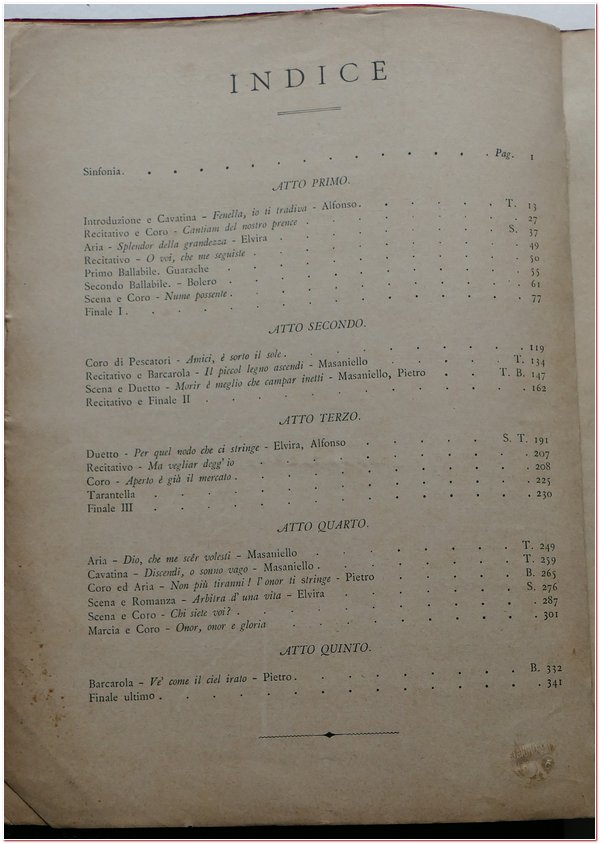 INDICE
Sinfonia. Pag. 1
ATTO PRIMO.
Introduzione e Cavatina - Fenella, io ti tradiva - Alfonso. T. 13
Recitativo e Coro - Cantiam del nostro prence 27
Aria - Splendor della grandezza - Elvira S. 37
Recitativo - O voi, che me seguiste 49
Primo Ballabile. Guarache 50
Secondo Ballabile. - Bolero 55
Scena e Coro - Nume possente 61
Finale I 77
ATTO SECONDO.
Coro di Pescatori - Amici, è sorto il sole 119
Recitativo e Barcarola - Il piccol legno ascendi - Masaniello T. 134
Scena e Duetto - Morir è meglio che campar inetti - Masaniello, Pietro T. B. 147
Recitativo e Finale II 162
ATTO TERZO.
Duetto - Per quel nodo che ci stringe - Elvira, Alfonso S. T. 191
Recitativo - Ma vegliar degg'io 207
Coro - Aperto è già il mercato 208
Tarantella 225
Finale III 230
ATTO QUARTO.
Aria - Dio, che me scêr volesti - Masaniello T. 249
Cavatina - Discendi, o sonno vago - Masaniello T. 259
Coro ed Aria - Non più tiranni! l'onor ti stringe - Pietro B. 265
Scena e Romanza - Arbitra d'una vita - Elvira S. 276
Scena e Coro - Chi siete voi? 287
Marcia e Coro - Onor, onor e gloria 301
ATTO QUINTO.
Barcarola - Ve' come il ciel irato - Pietro B. 332
Finale ultimo 341